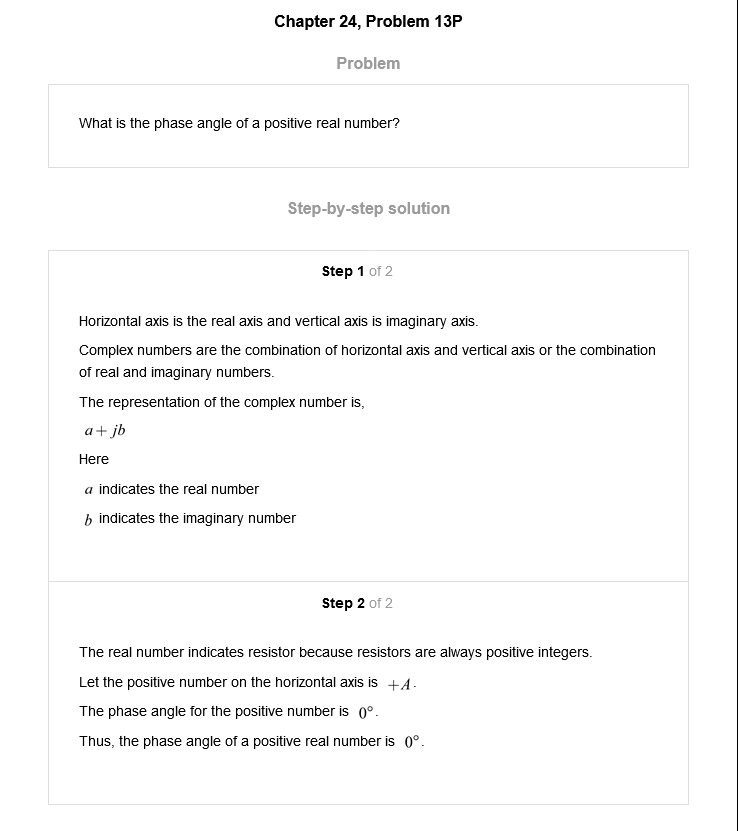 Chapter 24, Problem 13P
Problem
What is the phase angle of a positive real number?
Step-by-step solution
Step 1 of 2
Horizontal axis is the real axis and vertical axis is imaginary axis.
Complex numbers are the combination of horizontal axis and vertical axis or the combination
of real and imaginary numbers.
The representation of the complex number is,
a + jb
Here
a indicates the real number
b indicates the imaginary number
Step 2 of 2
The real number indicates resistor because resistors are always positive integers.
Let the positive number on the horizontal axis is +A.
The phase angle for the positive number is 0°.
Thus, the phase angle of a positive real number is 0°.